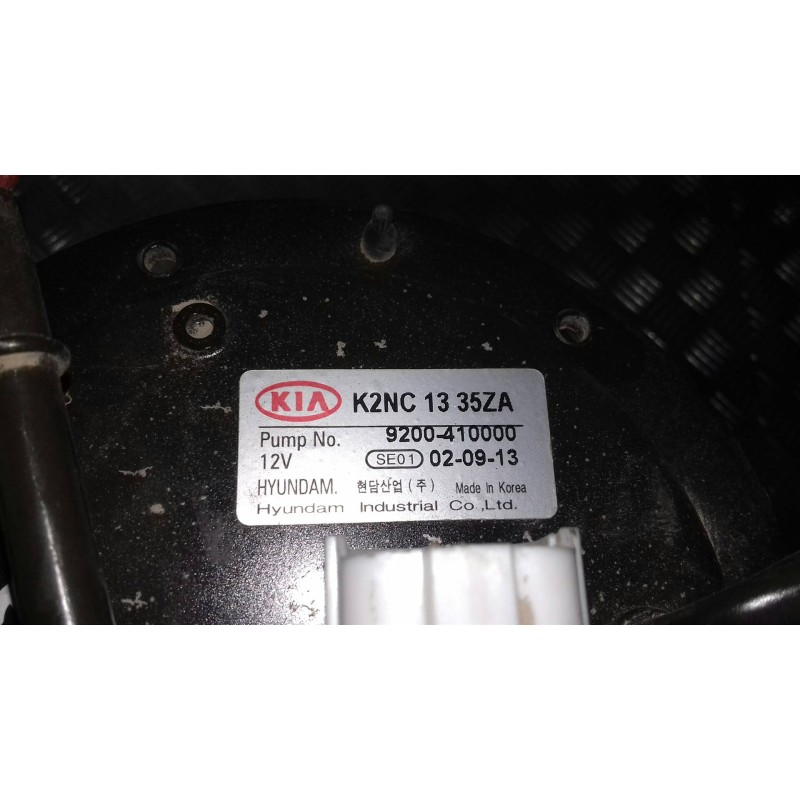 KIA K2NC 13 35ZA
Pump No. 9200-410000
12V SE01 02-09-13
HYUNDAM. 현담산업 (주) Made In Korea
Hyundam Industrial Co.,Ltd.